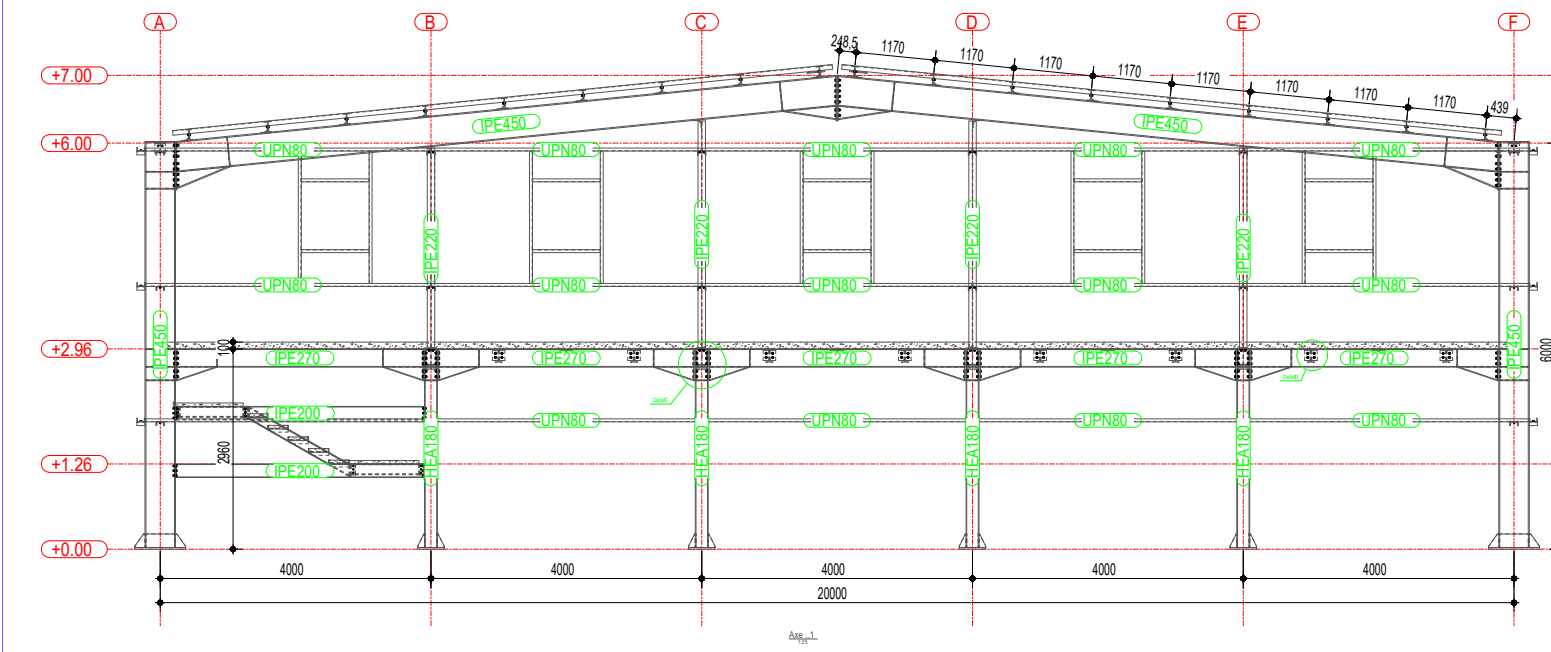 A B C D E F
248,5 1170 1170 1170 1170 1170 1170 1170 1170 439
+7.00
IPE450 IPE450
+6.00
UPN80 UPN80 UPN80 UPN80 UPN80
IPE220 IPE220 IPE220 IPE220
UPN80 UPN80 UPN80 UPN80 UPN80
IPE450 IPE450
+2.96
100
IPE270 IPE270 IPE270 IPE270 IPE270
6000
IPE200
UPN80 UPN80 UPN80 UPN80
HEA180 HEA180 HEA180 HEA180
2960
+1.26
IPE200
+0.00
4000 4000 4000 4000 4000
20000
Axe 1